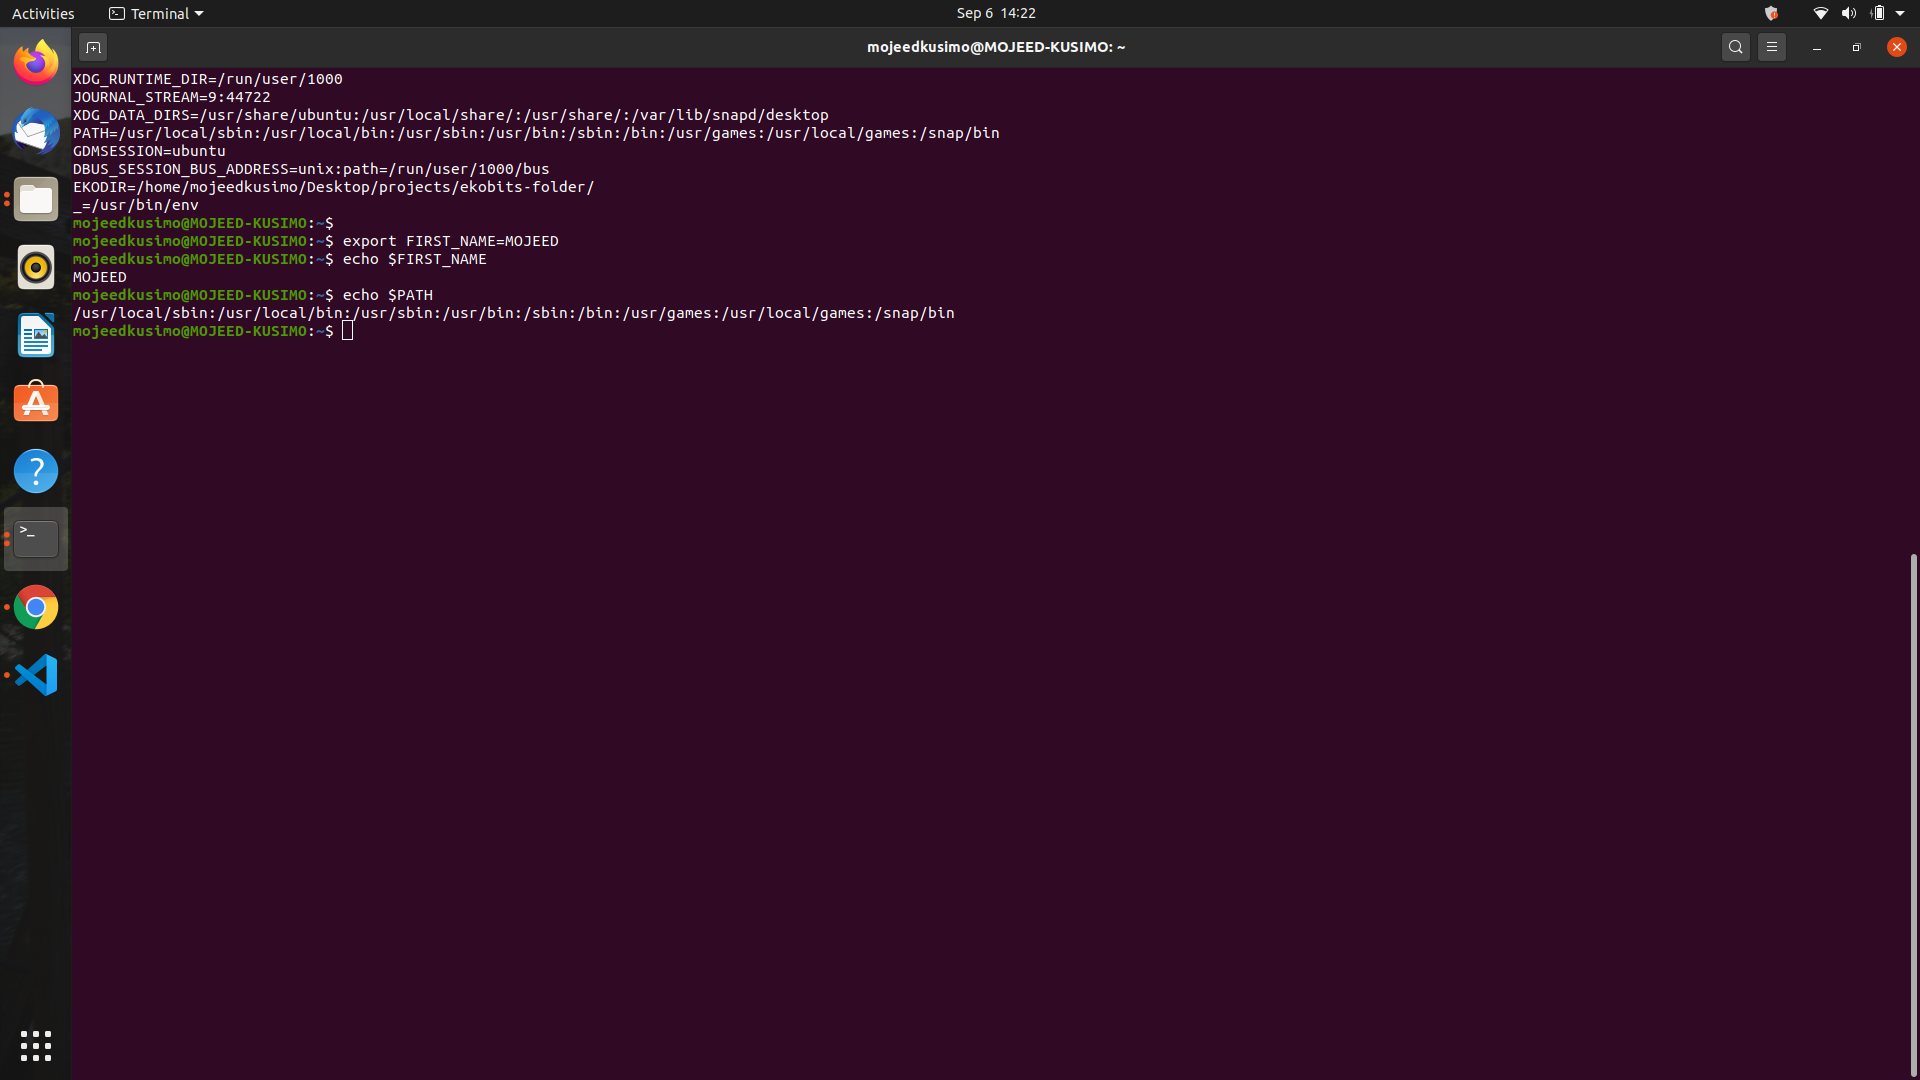 Activities
Terminal
Sep 6 14:22
mojeedkusimo@MOJEED-KUSIMO: ~
XDG_RUNTIME_DIR=/run/user/1000
JOURNAL_STREAM=9:44722
XDG_DATA_DIRS=/usr/share/ubuntu:/usr/local/share/:/usr/share/:/var/lib/snapd/desktop
PATH=/usr/local/sbin:/usr/local/bin:/usr/sbin:/usr/bin:/sbin:/bin:/usr/games:/usr/local/games:/snap/bin
GDMSESSION=ubuntu
DBUS_SESSION_BUS_ADDRESS=unix:path=/run/user/1000/bus
EKODIR=/home/mojeedkusimo/Desktop/projects/ekobits-folder/
_=/usr/bin/env
mojeedkusimo@MOJEED-KUSIMO:~$
mojeedkusimo@MOJEED-KUSIMO:~$ export FIRST_NAME=MOJEED
mojeedkusimo@MOJEED-KUSIMO:~$ echo $FIRST_NAME
MOJEED
mojeedkusimo@MOJEED-KUSIMO:~$ echo $PATH
/usr/local/sbin:/usr/local/bin:/usr/sbin:/usr/bin:/sbin:/bin:/usr/games:/usr/local/games:/snap/bin
mojeedkusimo@MOJEED-KUSIMO:~$